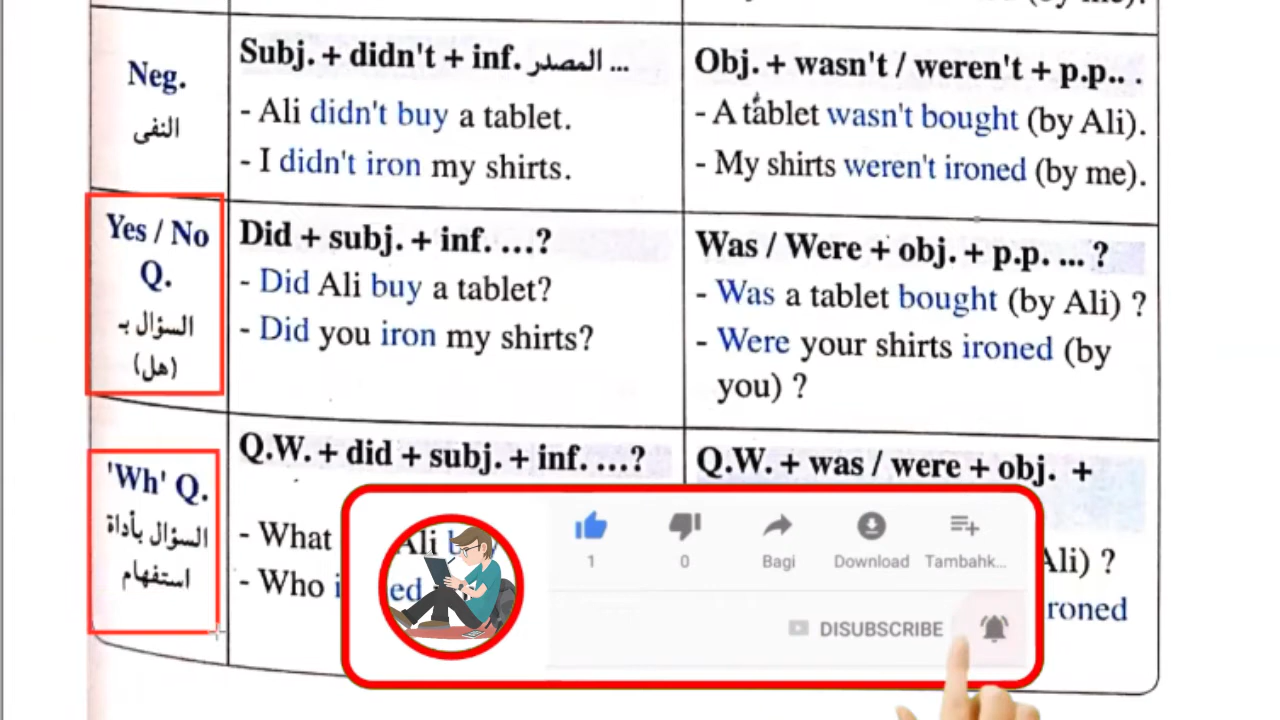 (by me).
Neg.
النفى
Subj. + didn't + inf. المصدر ...
- Ali didn't buy a tablet.
- I didn't iron my shirts.
Obj. + wasn't / weren't + p.p.. .
- A tablet wasn't bought (by Ali).
- My shirts weren't ironed (by me).
Yes / No
Q.
السؤال بـ
(هل)
Did + subj. + inf. ...?
- Did Ali buy a tablet?
- Did you iron my shirts?
Was / Were + obj. + p.p. ... ?
- Was a tablet bought (by Ali) ?
- Were your shirts ironed (by
you) ?
'Wh' Q.
السؤال بأداة
استفهام
Q.W. + did + subj. + inf. ...?
- What Ali
- Who
Q.W. + was / were + obj. +
Ali) ?
ironed
1
0
Bagi
Download
Tambahk...
DISUBSCRIBE